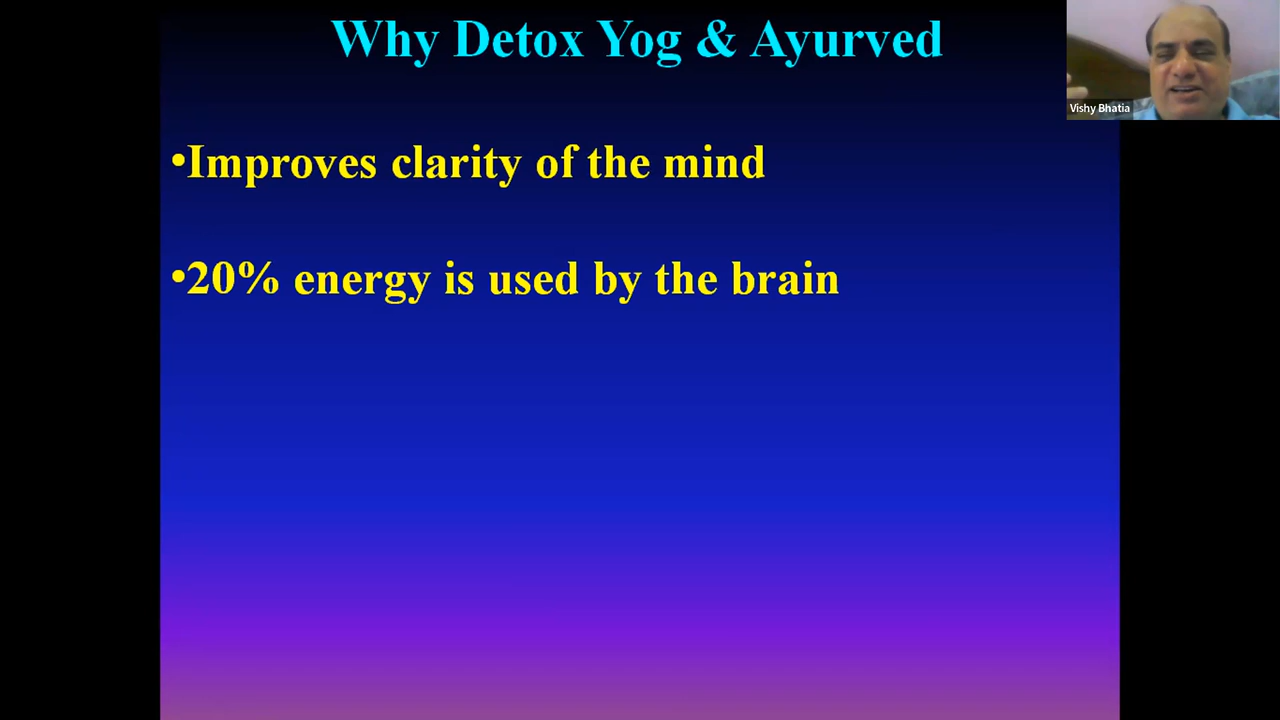 Why Detox Yog & Ayurved
Vishy Bhatia
•Improves clarity of the mind
•20% energy is used by the brain